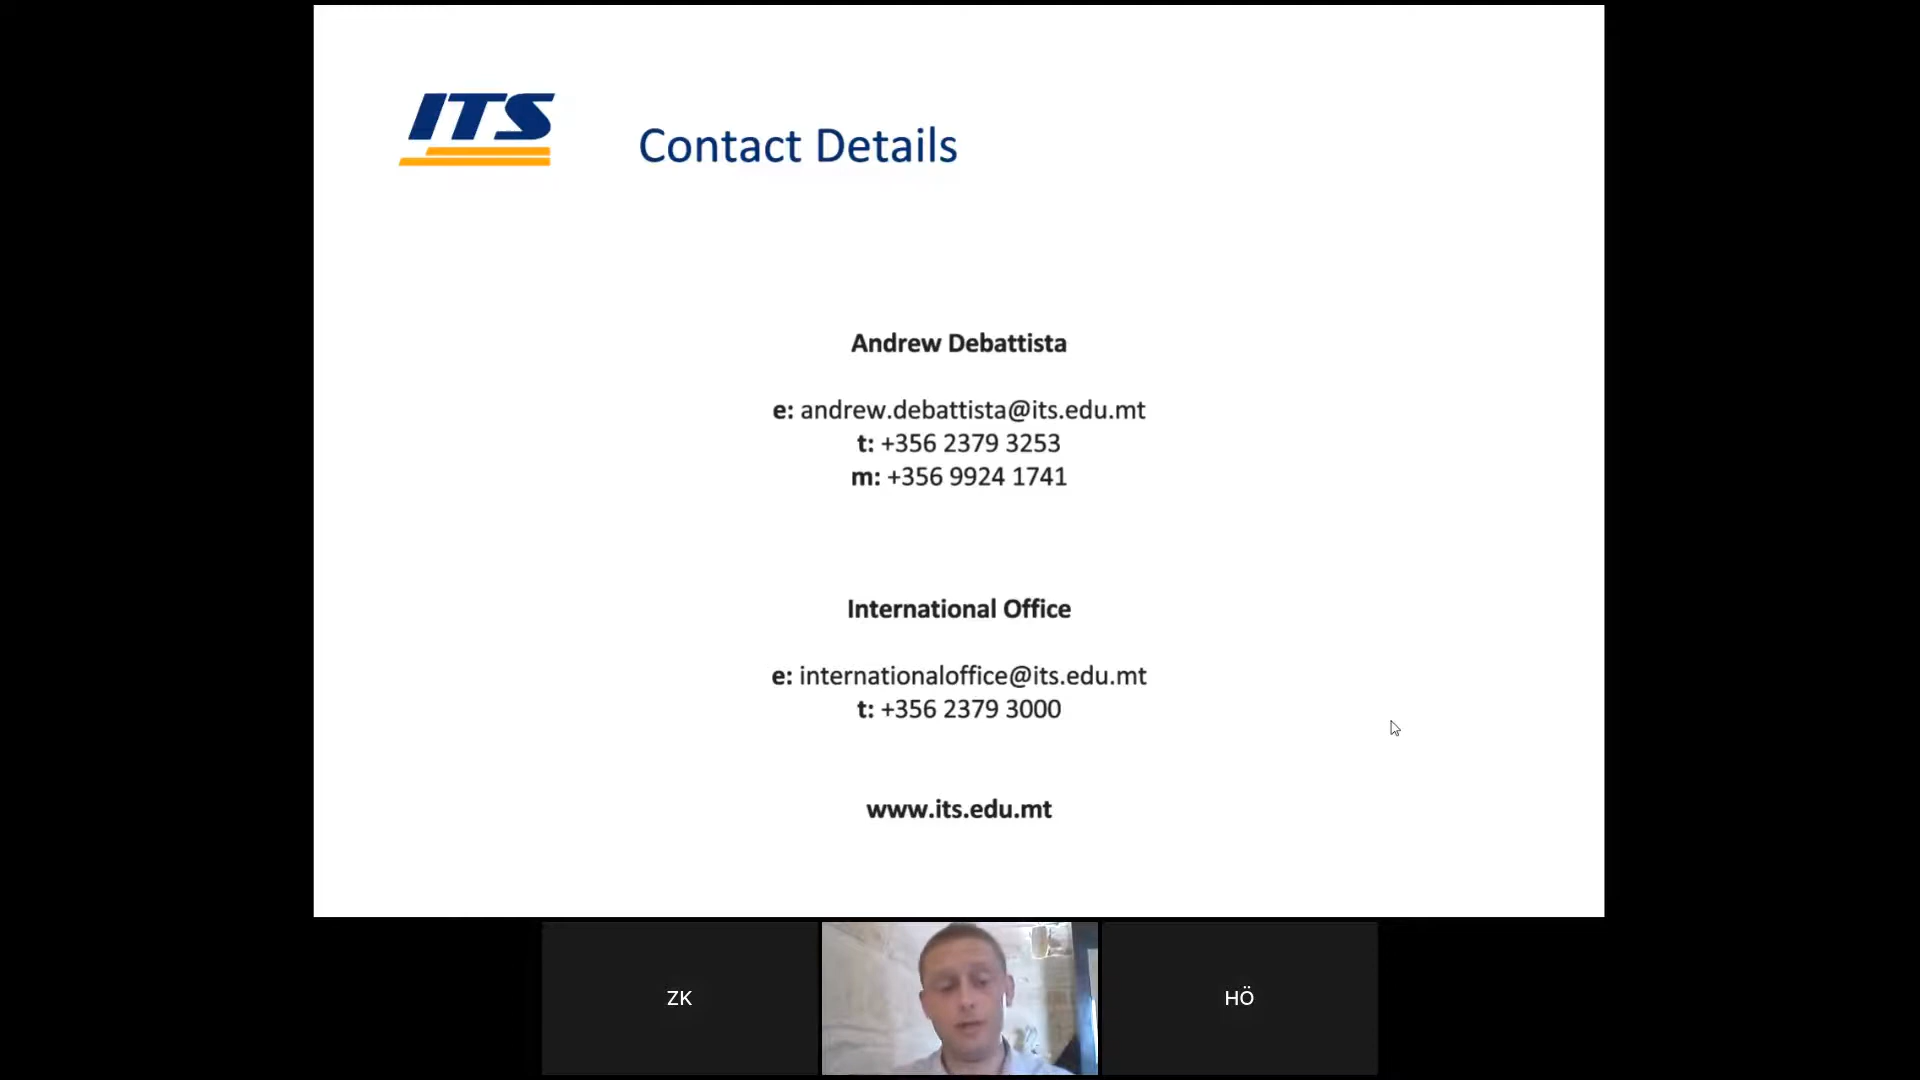 ITS
Contact Details
Andrew Debattista
e: andrew.debattista@its.edu.mt
t: +356 2379 3253
m: +356 9924 1741
International Office
e: internationaloffice@its.edu.mt
t: +356 2379 3000
www.its.edu.mt
ZK
HÖ